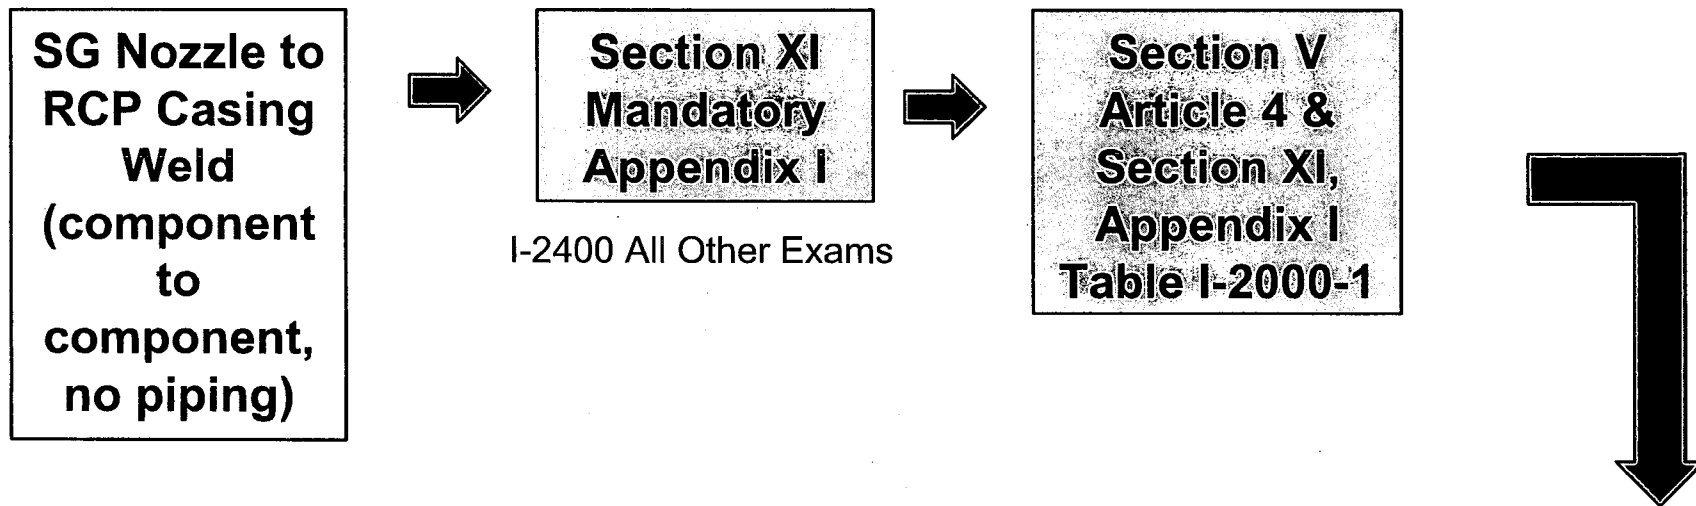 SG Nozzle to
RCP Casing
Weld
(component
to
component,
no piping)
Section XI
Mandatory
Appendix I
I-2400 All Other Exams
Section V
Article 4 &
Section XI,
Appendix I
Table I-2000-1